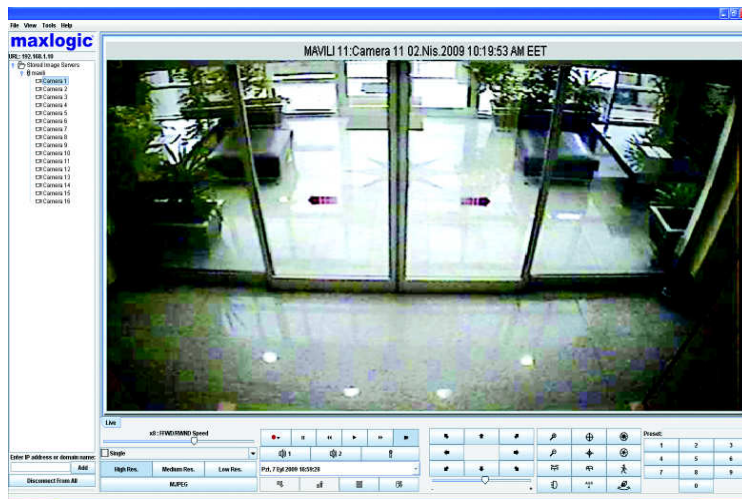 File View Tools Help
maxlogic
URL: 192.168.1.10
Stored Image Servers
mavili
Camera 1
Camera 2
Camera 3
Camera 4
Camera 5
Camera 6
Camera 7
Camera 8
Camera 9
Camera 10
Camera 11
Camera 12
Camera 13
Camera 14
Camera 15
Camera 16
MAVILI 11:Camera 11 02.Nis.2009 10:19:53 AM EET
Live
x8 : FFWD/RWND Speed
Single
1
2
High Res. Medium Res. Low Res.
MJPEG
Pzt, 7 Eyl 2009 18:59:28
Preset:
1 2 3
4 5 6
7 8 9
0
Enter IP address or domain name:
Add
Disconnect From All